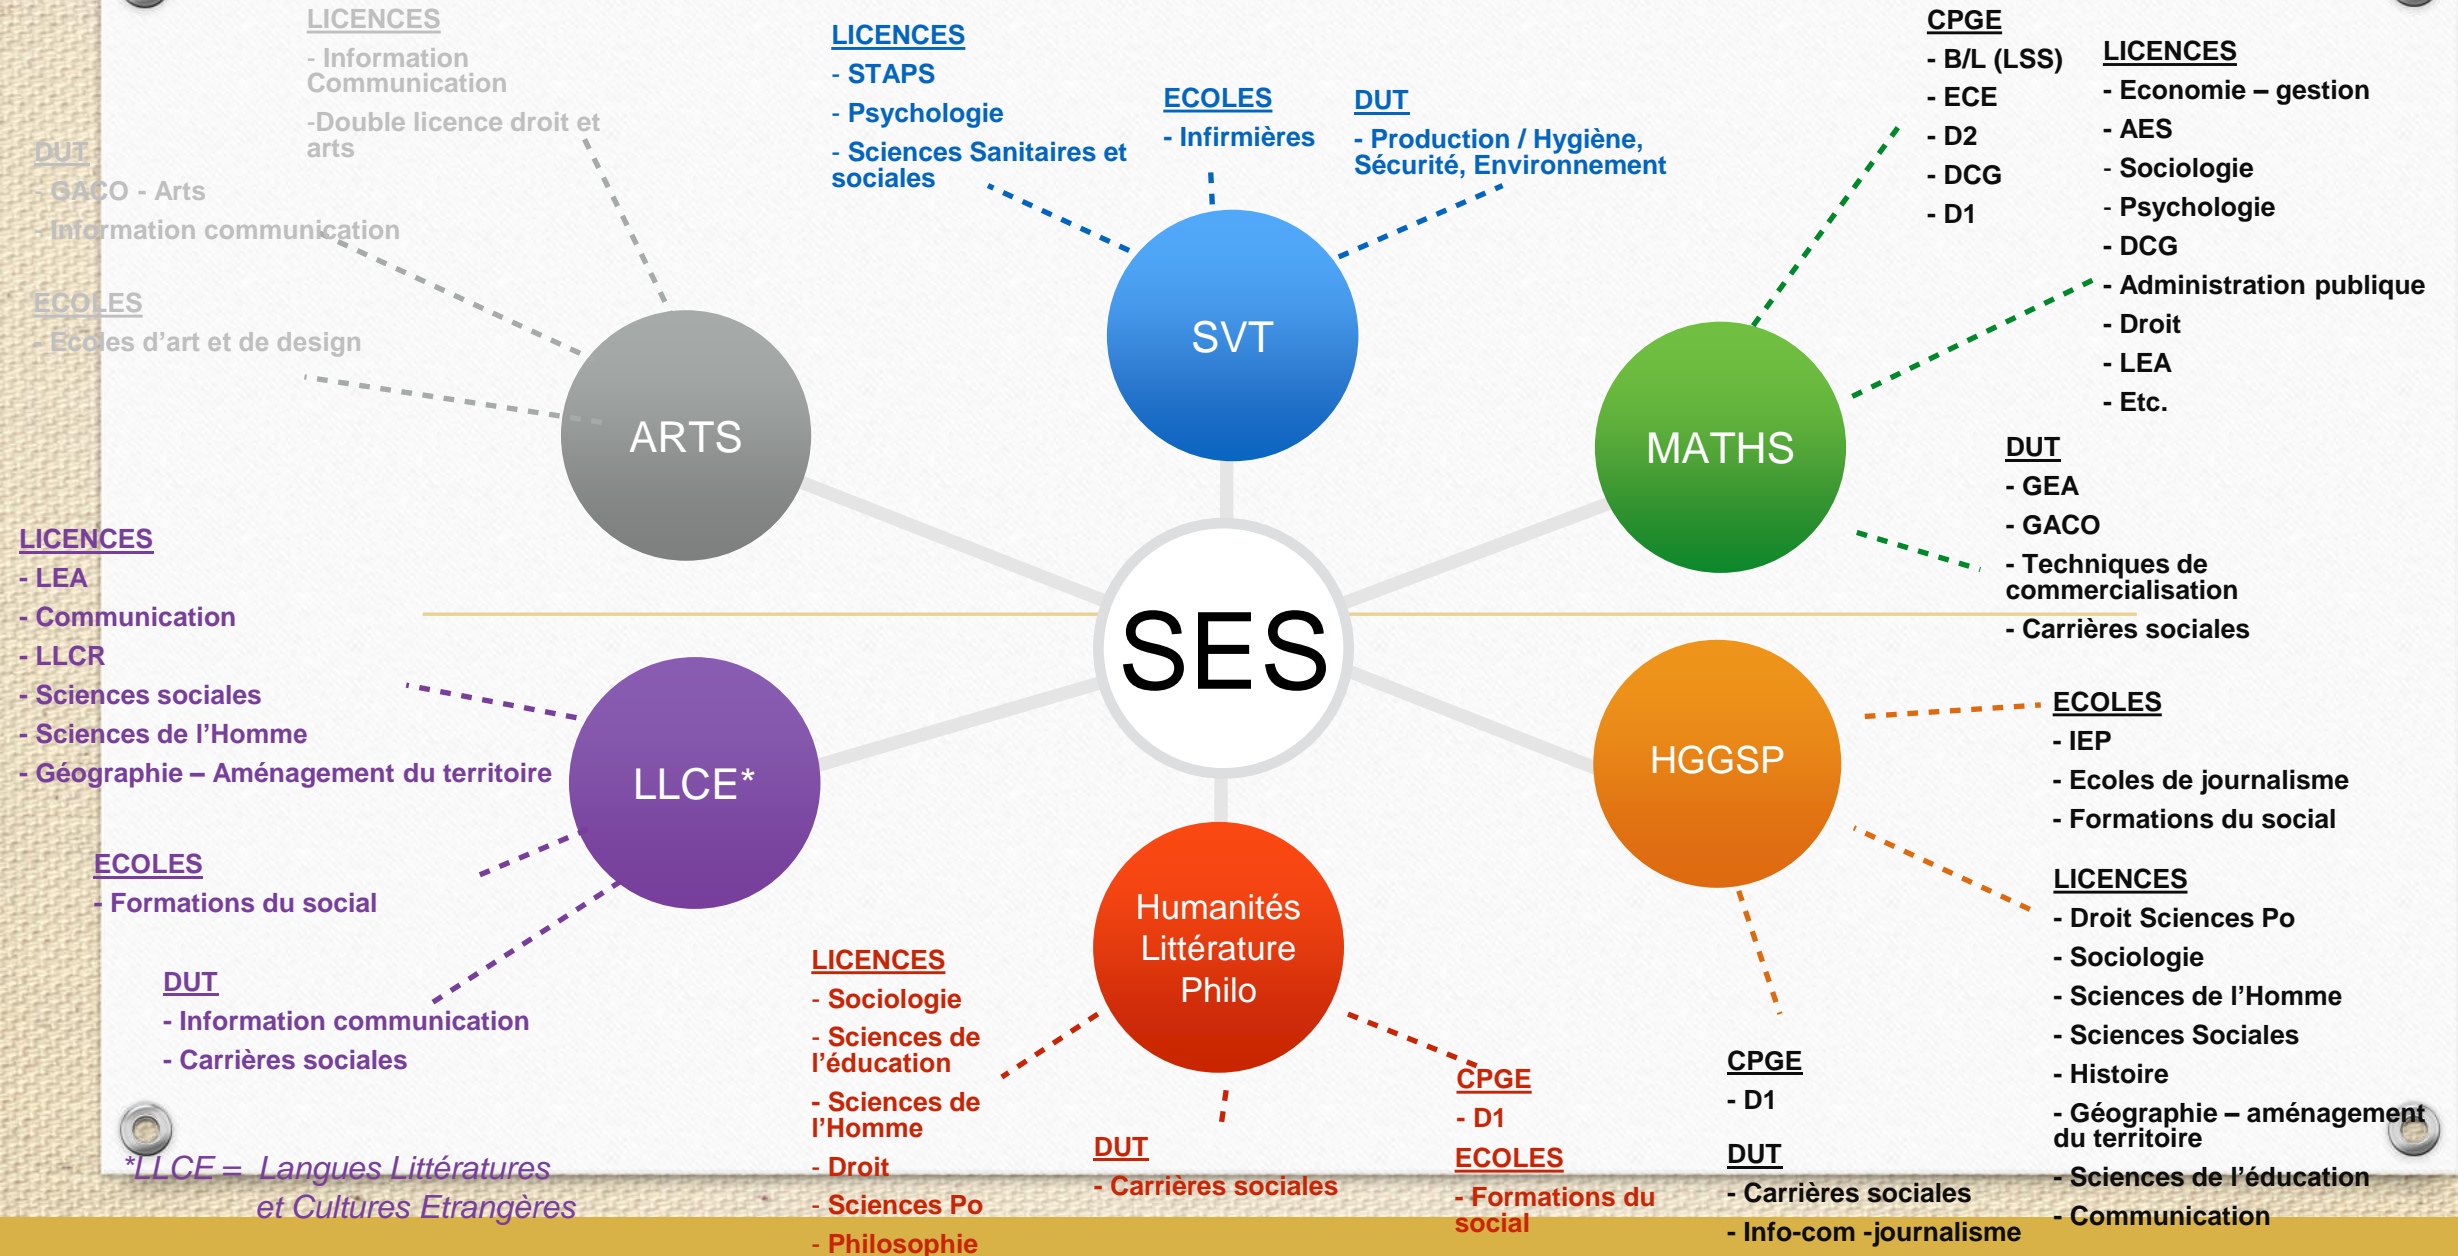 LICENCES
- Information
Communication
-Double licence droit et
arts
DUT
- GACO - Arts
- Information communication
ECOLES
- Ecoles d'art et de design
ARTS
LICENCES
- STAPS
- Psychologie
- Sciences Sanitaires et
sociales
ECOLES
- Infirmières
DUT
- Production / Hygiène,
Sécurité, Environnement
SVT
CPGE
- B/L (LSS)
- ECE
- D2
- DCG
- D1
LICENCES
- Economie – gestion
- AES
- Sociologie
- Psychologie
- DCG
- Administration publique
- Droit
- LEA
- Etc.
MATHS
DUT
- GEA
- GACO
- Techniques de
commercialisation
- Carrières sociales
SES
LICENCES
- LEA
- Communication
- LLCR
- Sciences sociales
- Sciences de l'Homme
- Géographie – Aménagement du territoire
LLCE*
ECOLES
- Formations du social
DUT
- Information communication
- Carrières sociales
*LLCE = Langues Littératures
et Cultures Etrangères
Humanités
Littérature
Philo
LICENCES
- Sociologie
- Sciences de
l'éducation
- Sciences de
l'Homme
- Droit
- Sciences Po
- Philosophie
DUT
- Carrières sociales
CPGE
- D1
ECOLES
- Formations du
social
HGGSP
ECOLES
- IEP
- Ecoles de journalisme
- Formations du social
LICENCES
- Droit Sciences Po
- Sociologie
- Sciences de l'Homme
- Sciences Sociales
- Histoire
- Géographie – aménagement
du territoire
- Sciences de l'éducation
- Communication
CPGE
- D1
DUT
- Carrières sociales
- Info-com -journalisme